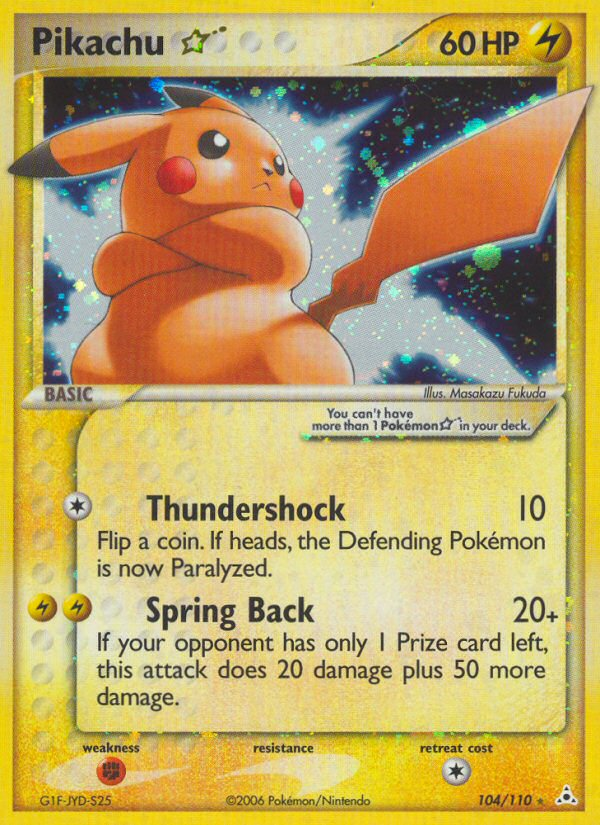 Pikachu ☆
60 HP
BASIC
Illus. Masakazu Fukuda
You can't have
more than 1 Pokémon☆ in your deck.
Thundershock 10
Flip a coin. If heads, the Defending Pokémon
is now Paralyzed.
Spring Back 20+
If your opponent has only 1 Prize card left,
this attack does 20 damage plus 50 more
damage.
weakness resistance retreat cost
G1F-JYD-S25 ©2006 Pokémon/Nintendo 104/110 ★